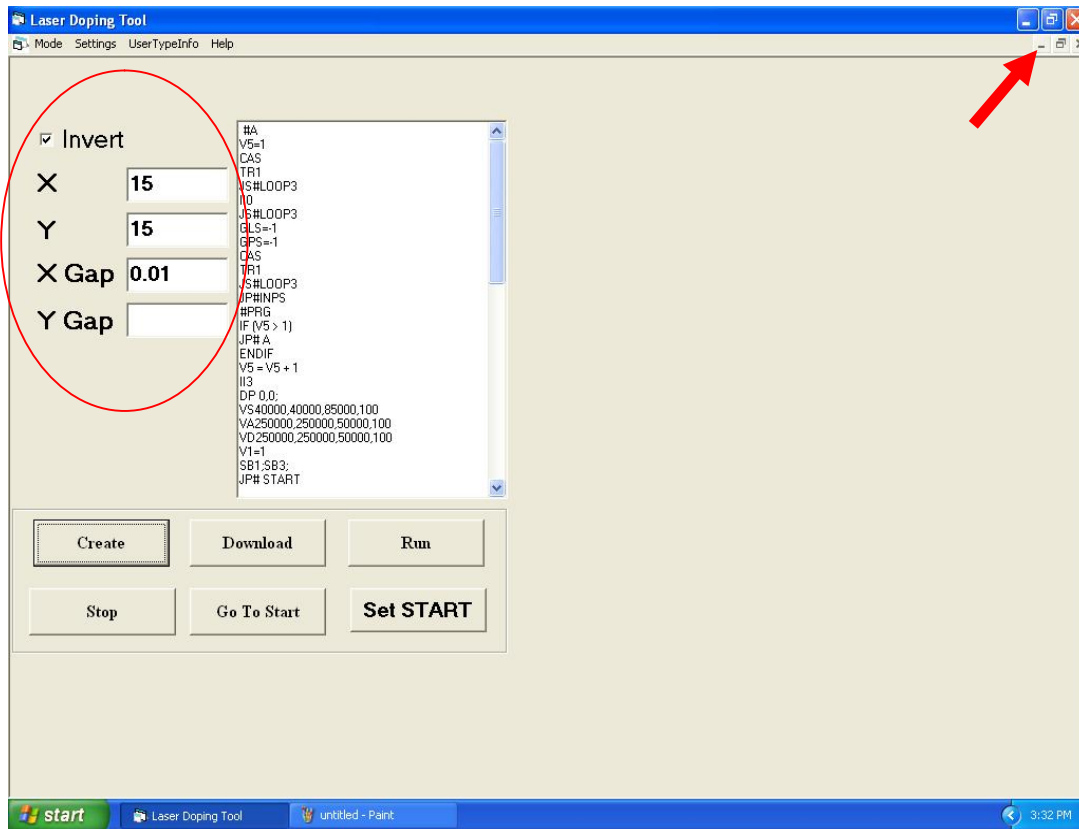 Laser Doping Tool
Mode Settings UserTypeInfo Help
Invert
X 15
Y 15
X Gap 0.01
Y Gap
#A
V5=1
CAS
TR1
JS#LOOP3
JS#LOOP3
GLS=-1
GPS=-1
CAS
TR1
JS#LOOP3
JP#INPS
#PRG
IF (V5 > 1)
JP# A
ENDIF
V5 = V5 + 1
II3
DP 0,0;
VS40000,40000,85000,100
VA250000,250000,50000,100
VD250000,250000,50000,100
V1=1
SB1;SB3;
JP# START
Create Download Run
Stop Go To Start Set START
start Laser Doping Tool untitled - Paint 3:32 PM